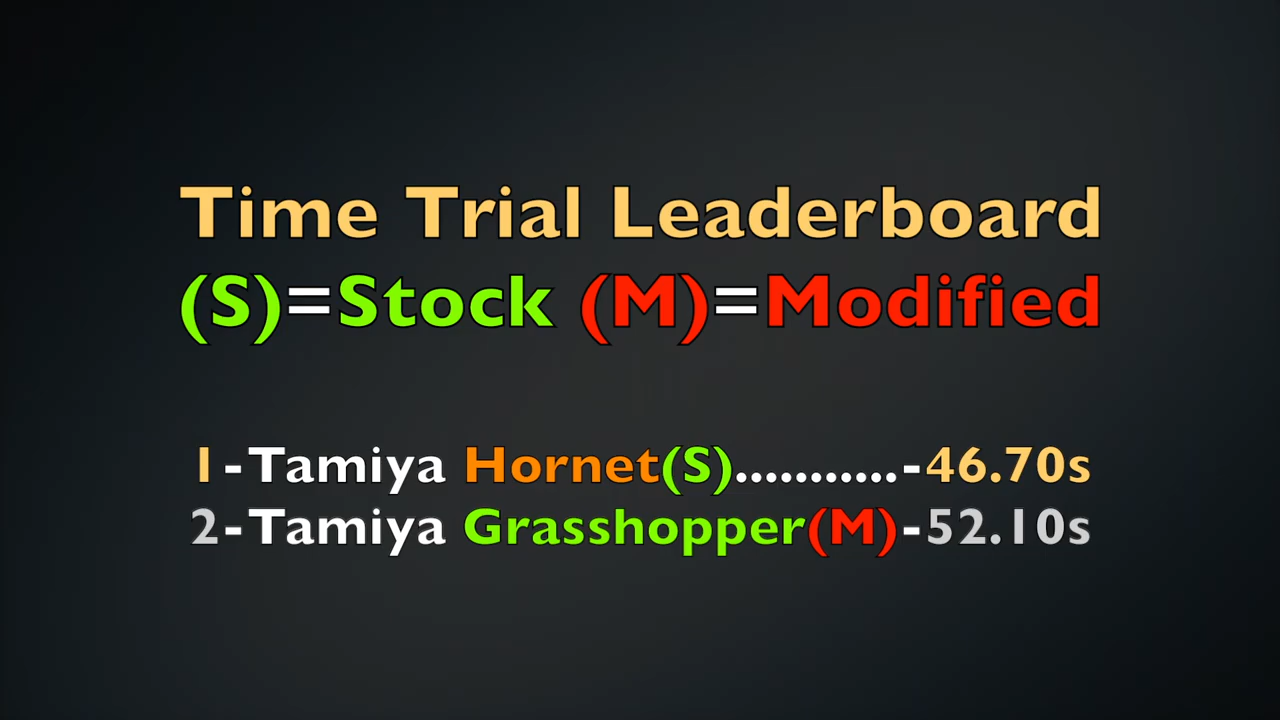 Time Trial Leaderboard
(S)=Stock (M)=Modified
1-Tamiya Hornet(S)...........-46.70s
2-Tamiya Grasshopper(M)-52.10s